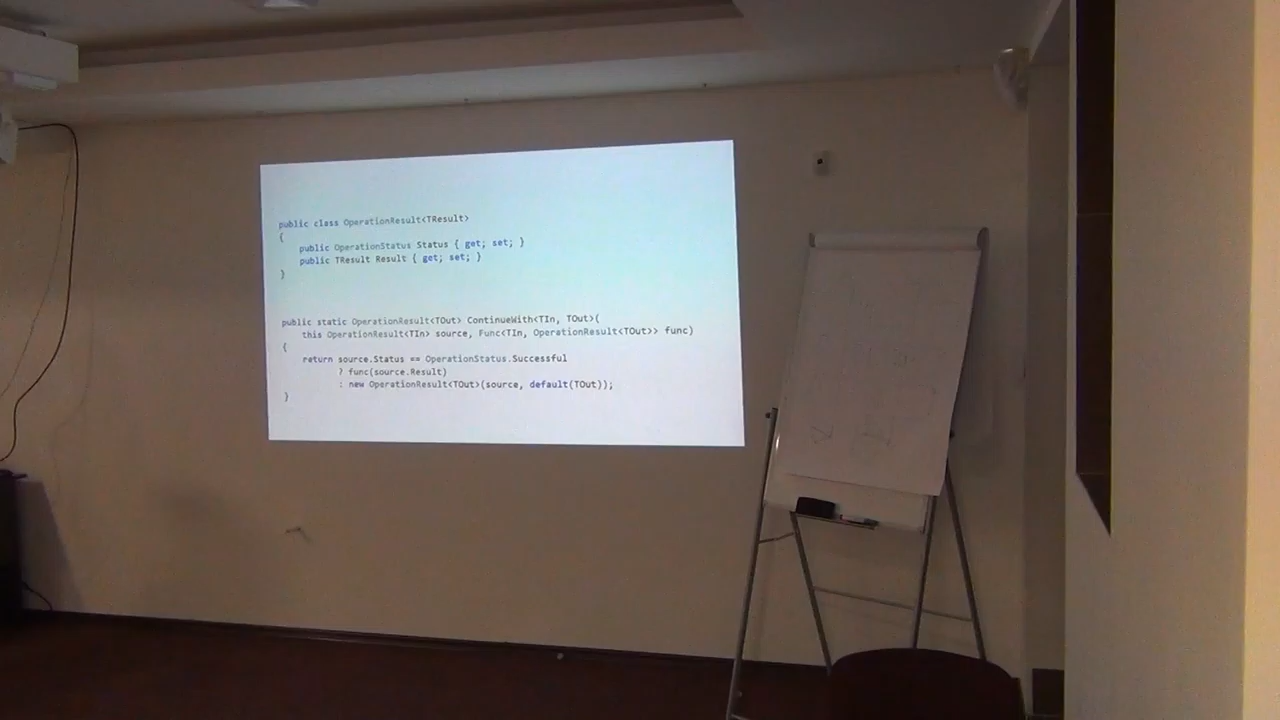 public class OperationResult<TResult>
{
public OperationStatus Status { get; set; }
public TResult Result { get; set; }
}
public static OperationResult<TOut> ContinueWith<TIn, TOut>(
this OperationResult<TIn> source, Func<TIn, OperationResult<TOut>> func)
{
return source.Status == OperationStatus.Successful
? func(source.Result)
: new OperationResult<TOut>(source, default(TOut));
}